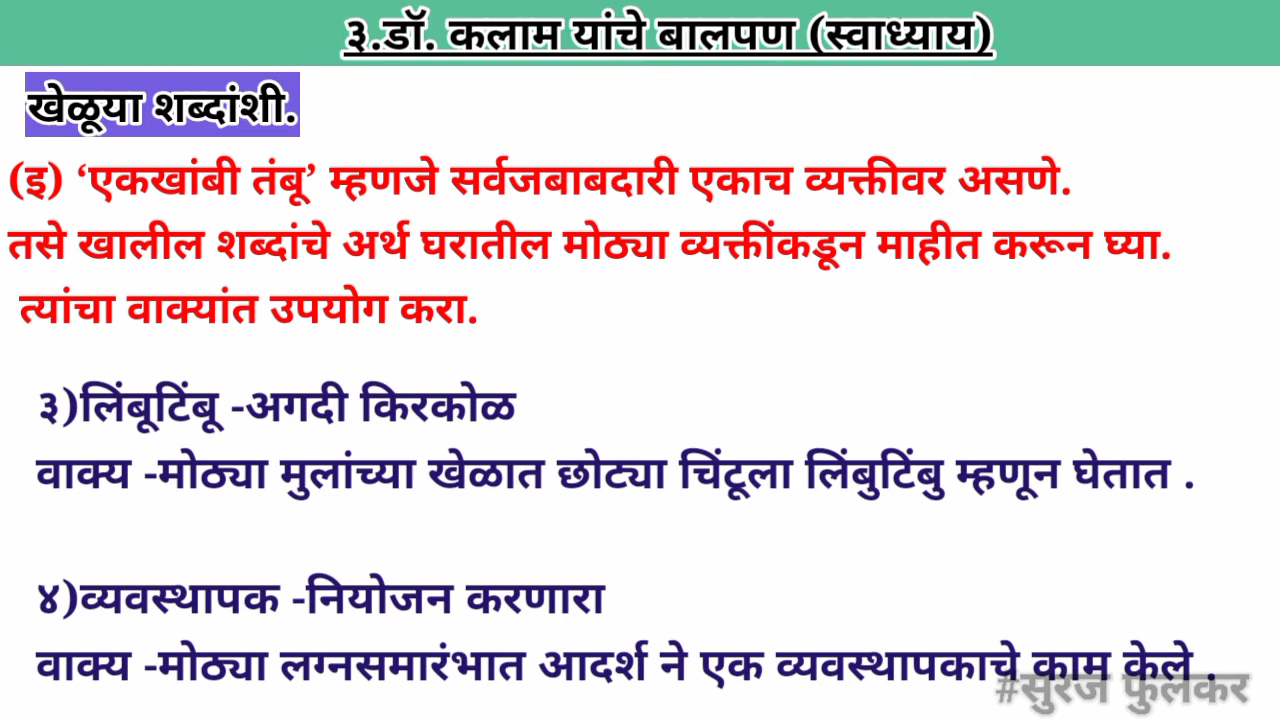 ३.डॉ. कलाम यांचे बालपण (स्वाध्याय)
खेळूया शब्दांशी.
(इ) ‘एकखांबी तंबू’ म्हणजे सर्वजबाबदारी एकाच व्यक्तीवर असणे.
तसे खालील शब्दांचे अर्थ घरातील मोठ्या व्यक्तींकडून माहीत करून घ्या.
त्यांचा वाक्यांत उपयोग करा.
३)लिंबूटिंबू -अगदी किरकोळ
वाक्य -मोठ्या मुलांच्या खेळात छोट्या चिंटूला लिंबुटिंबु म्हणून घेतात .
४)व्यवस्थापक -नियोजन करणारा
वाक्य -मोठ्या लग्नसमारंभात आदर्श ने एक व्यवस्थापकाचे काम केले .
#सुरज फुलकर